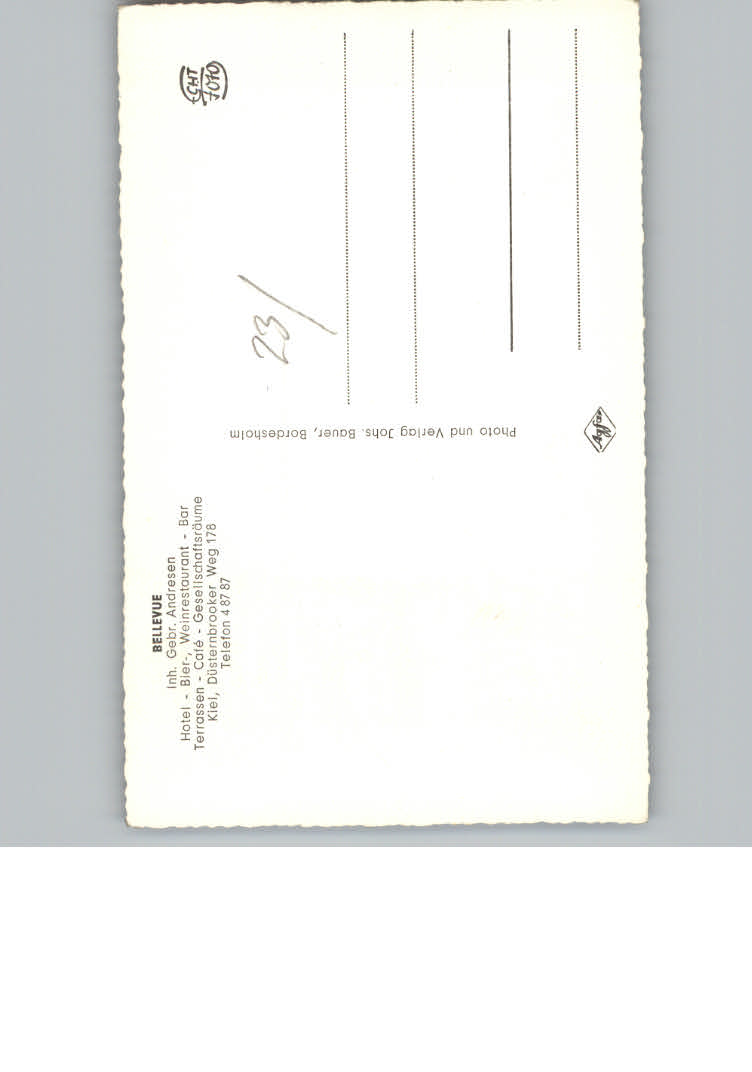 BELLEVUE
Inh. Gebr. Andresen
Hotel - Bier-, Weinrestaurant - Bar
Terrassen - Café - Gesellschaftsräume
Kiel, Düsternbrooker Weg 178
Telefon 4 87 87
Photo und Verlag Johs. Bauer, Bordesholm
ECHT
FOTO
23/
Agfa